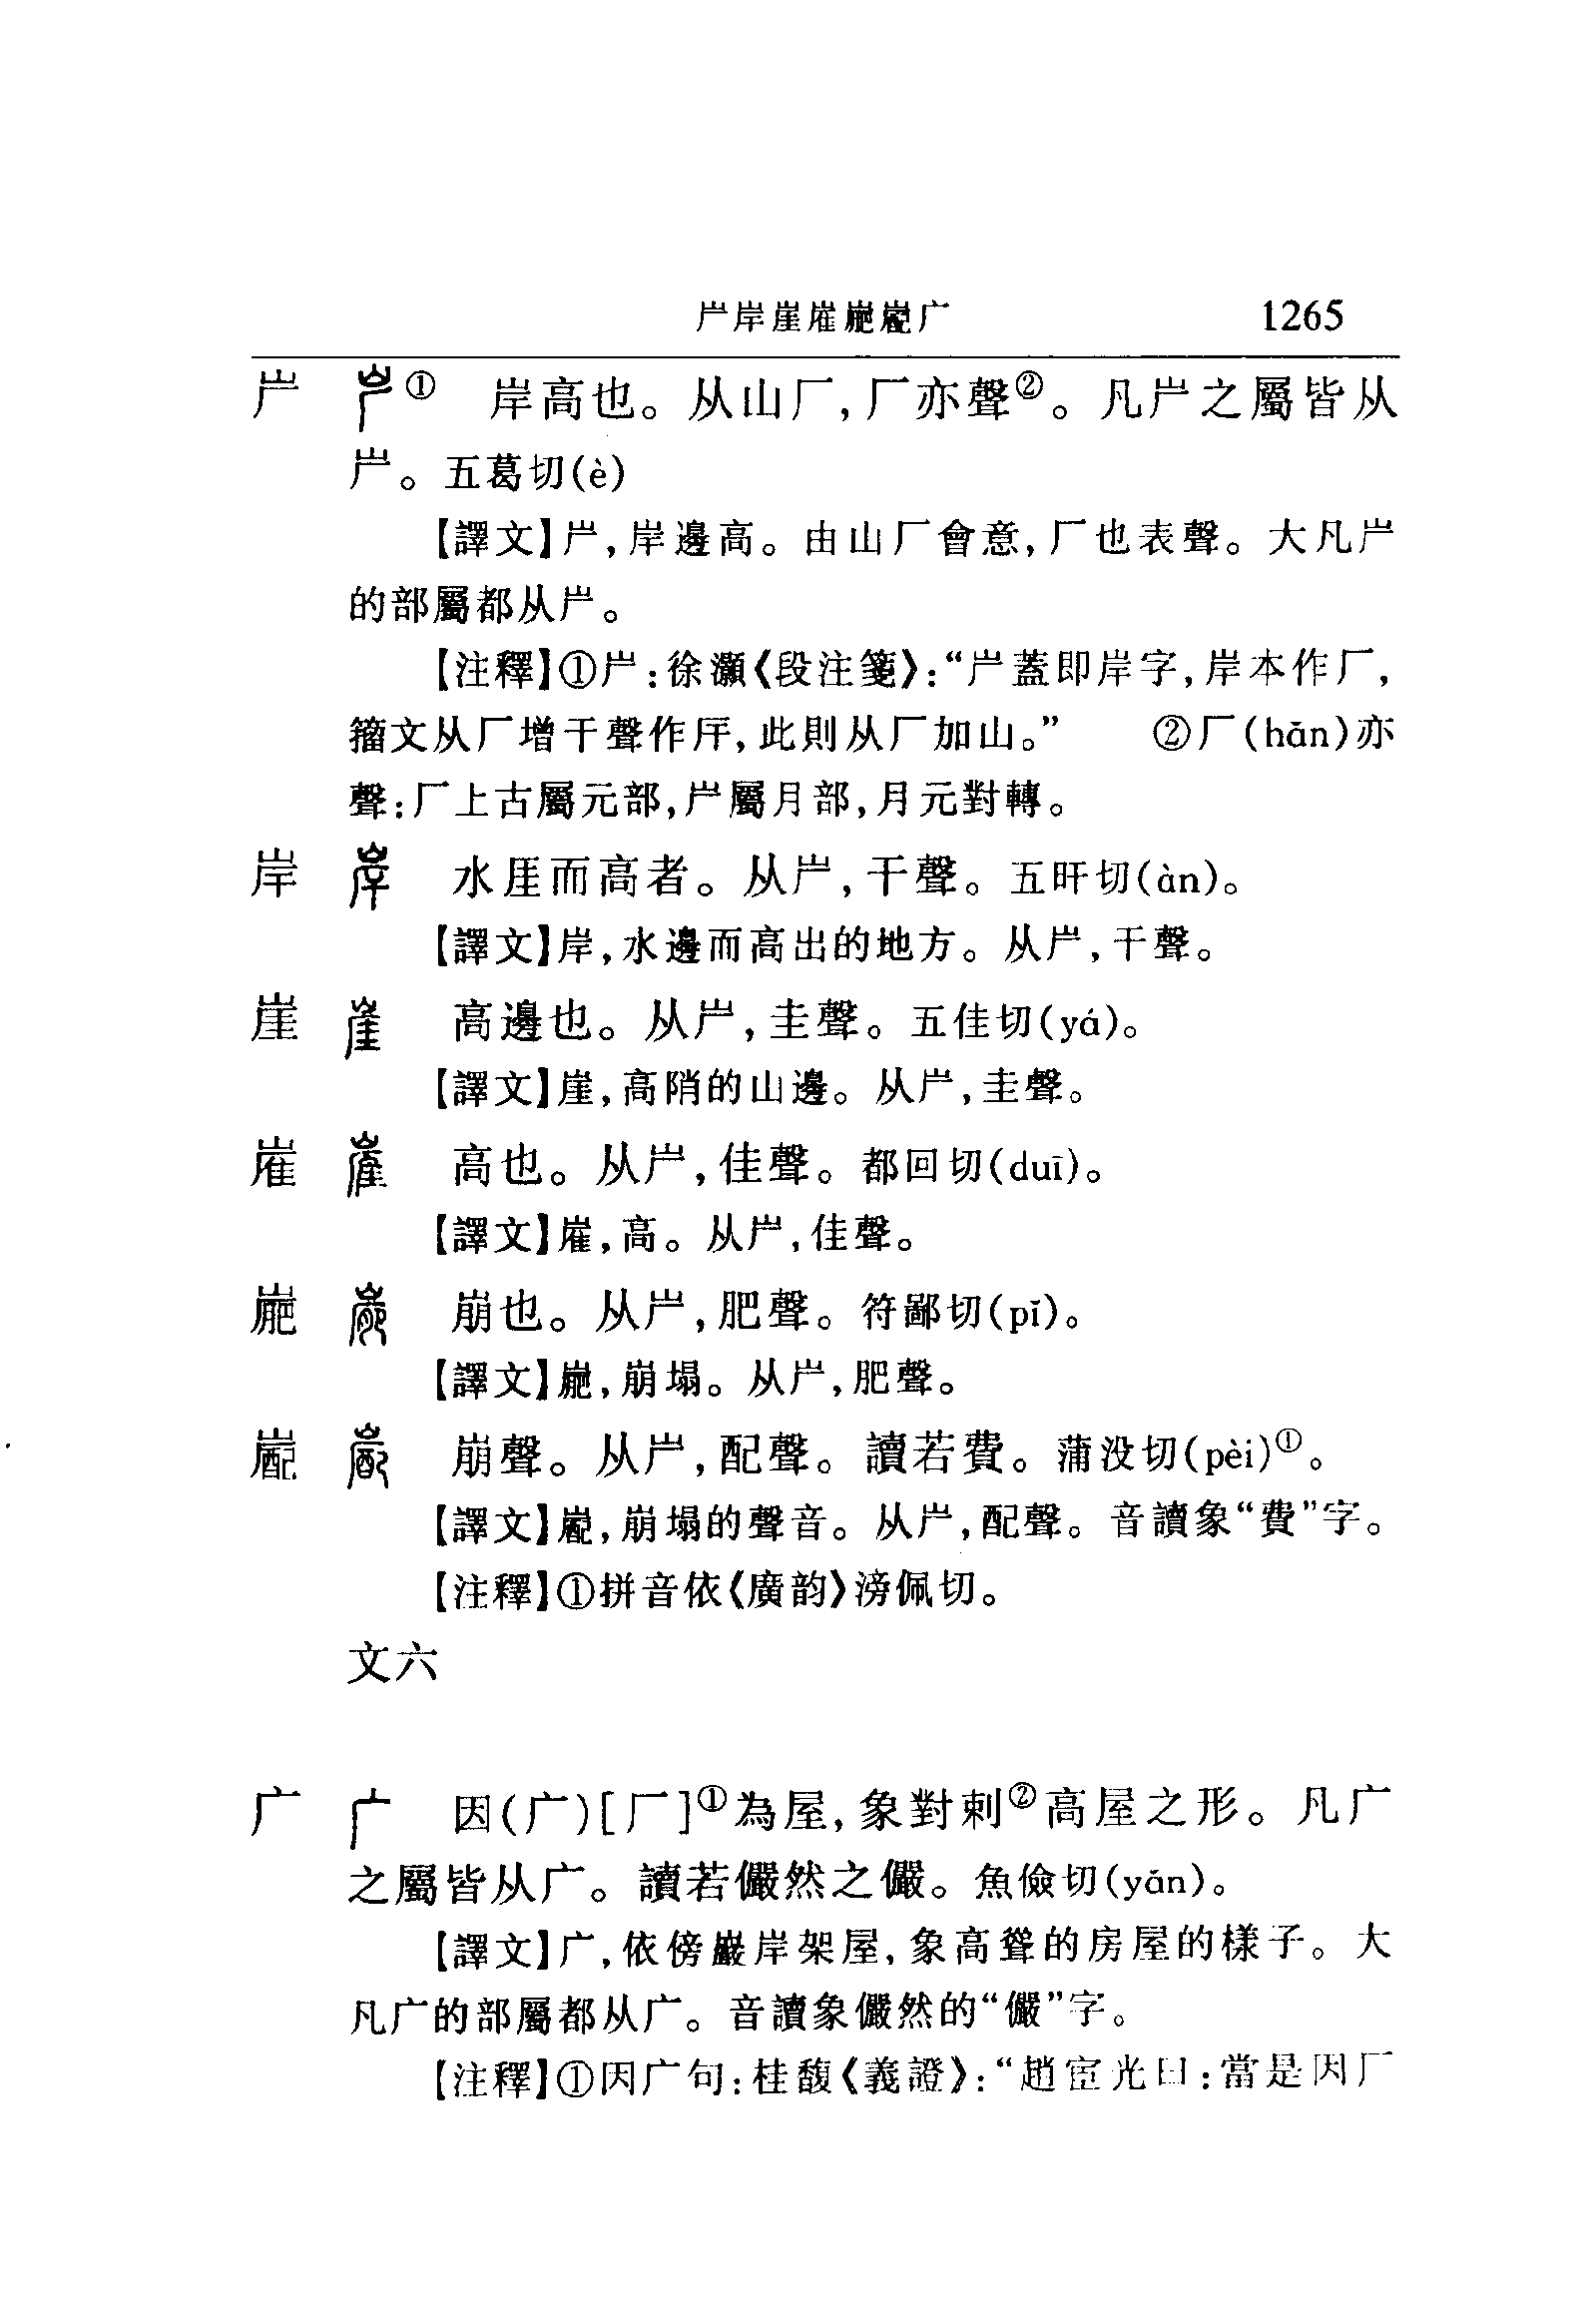 屵岸崖嵟嶏㠥广 1265
屵 ① 岸高也。从山厂，厂亦聲②。凡屵之屬皆从
屵。五葛切(è)
【譯文】屵，岸邊高。由山厂會意，厂也表聲。大凡屵
的部屬都从屵。
【注釋】①屵：徐灝《段注箋》：“屵蓋即岸字，岸本作厂，
籀文从厂增干聲作厈，此則从厂加山。” ②厂(hǎn)亦
聲：厂上古屬元部，屵屬月部，月元對轉。
岸 水厓而高者。从屵，干聲。五旰切(àn)。
【譯文】岸，水邊而高出的地方。从屵，干聲。
崖 高邊也。从屵，圭聲。五佳切(yá)。
【譯文】崖，高陗的山邊。从屵，圭聲。
嵟 高也。从屵，隹聲。都回切(duī)。
【譯文】嵟，高。从屵，隹聲。
嶏 崩也。从屵，肥聲。符鄙切(pǐ)。
【譯文】嶏，崩塌。从屵，肥聲。
㠥 崩聲。从屵，配聲。讀若費。蒲没切(pèi)①。
【譯文】㠥，崩塌的聲音。从屵，配聲。音讀象“費”字。
【注釋】①拼音依《廣韵》滂佩切。
文六
广 因(广)[厂]①為屋，象對刺②高屋之形。凡广
之屬皆从广。讀若儼然之儼。魚儉切(yǎn)。
【譯文】广，依傍巖岸架屋，象高聳的房屋的樣子。大
凡广的部屬都从广。音讀象儼然的“儼”字。
【注釋】①因广句：桂馥《義證》：“趙宧光曰：當是因厂